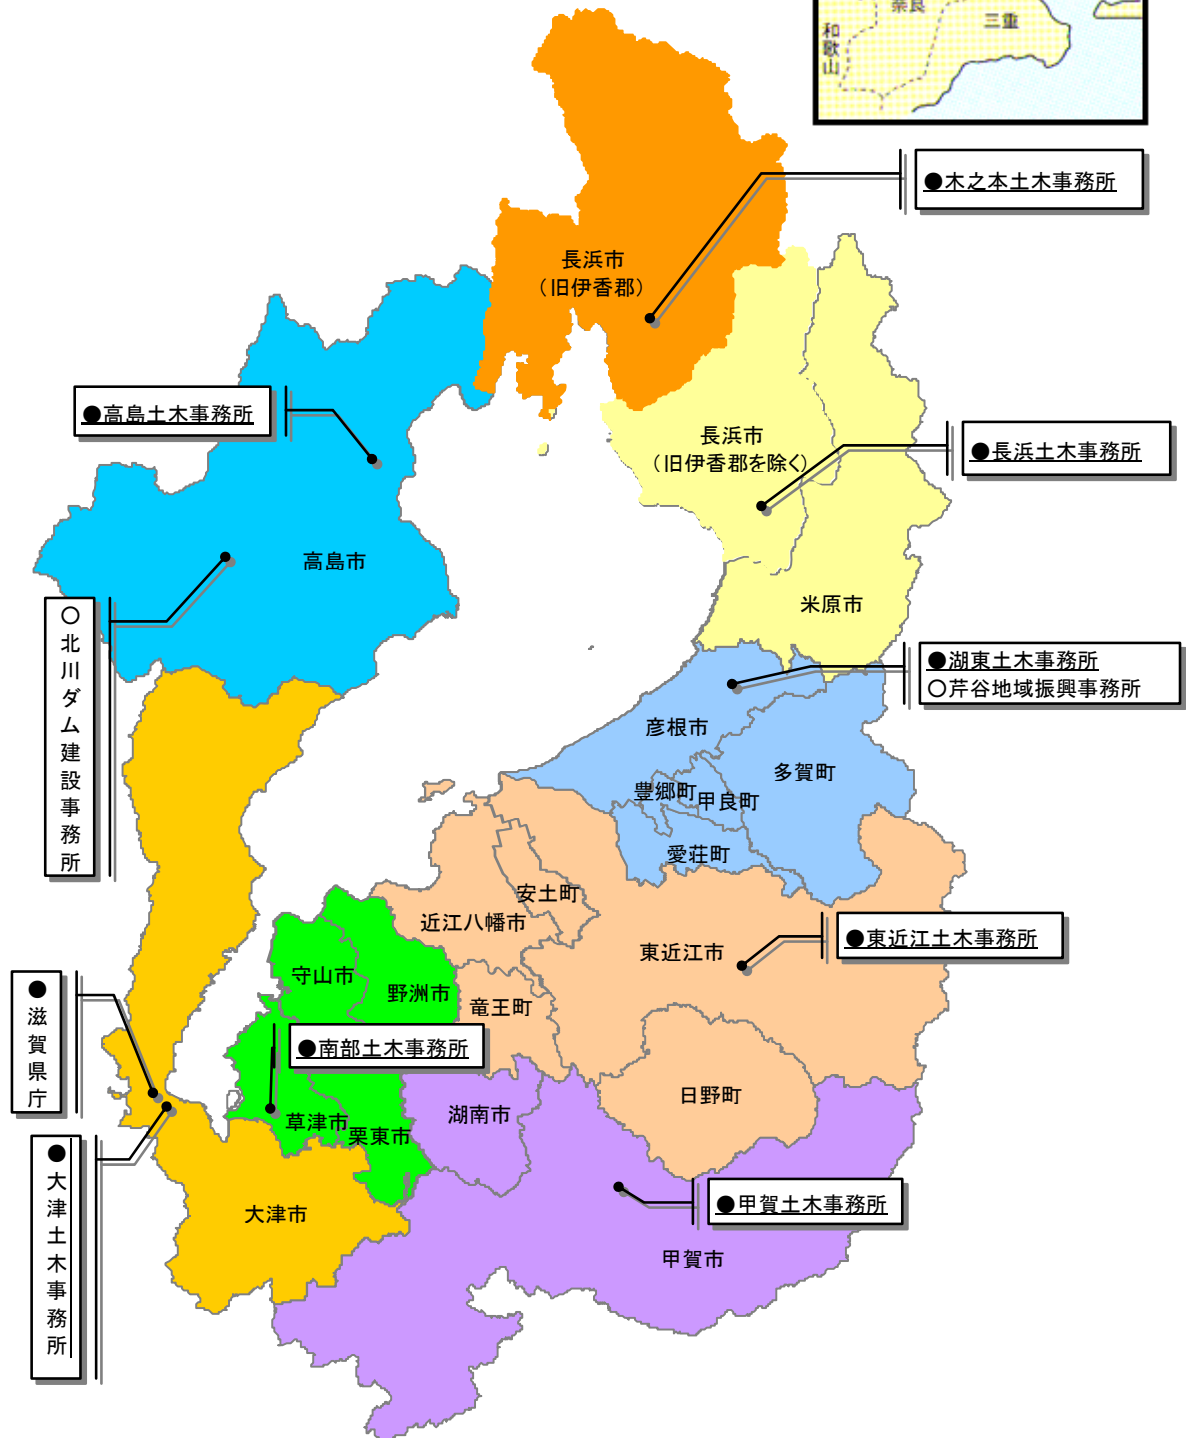 奈良
三重
和歌山
●木之本土木事務所
長浜市
（旧伊香郡）
●高島土木事務所
長浜市
（旧伊香郡を除く）
●長浜土木事務所
高島市
米原市
○北川ダム建設事務所
●湖東土木事務所
○芹谷地域振興事務所
彦根市
多賀町
豊郷町
甲良町
愛荘町
安土町
近江八幡市
東近江市
●東近江土木事務所
守山市
野洲市
竜王町
●滋賀県庁
●南部土木事務所
日野町
湖南市
草津市
栗東市
●大津土木事務所
大津市
●甲賀土木事務所
甲賀市